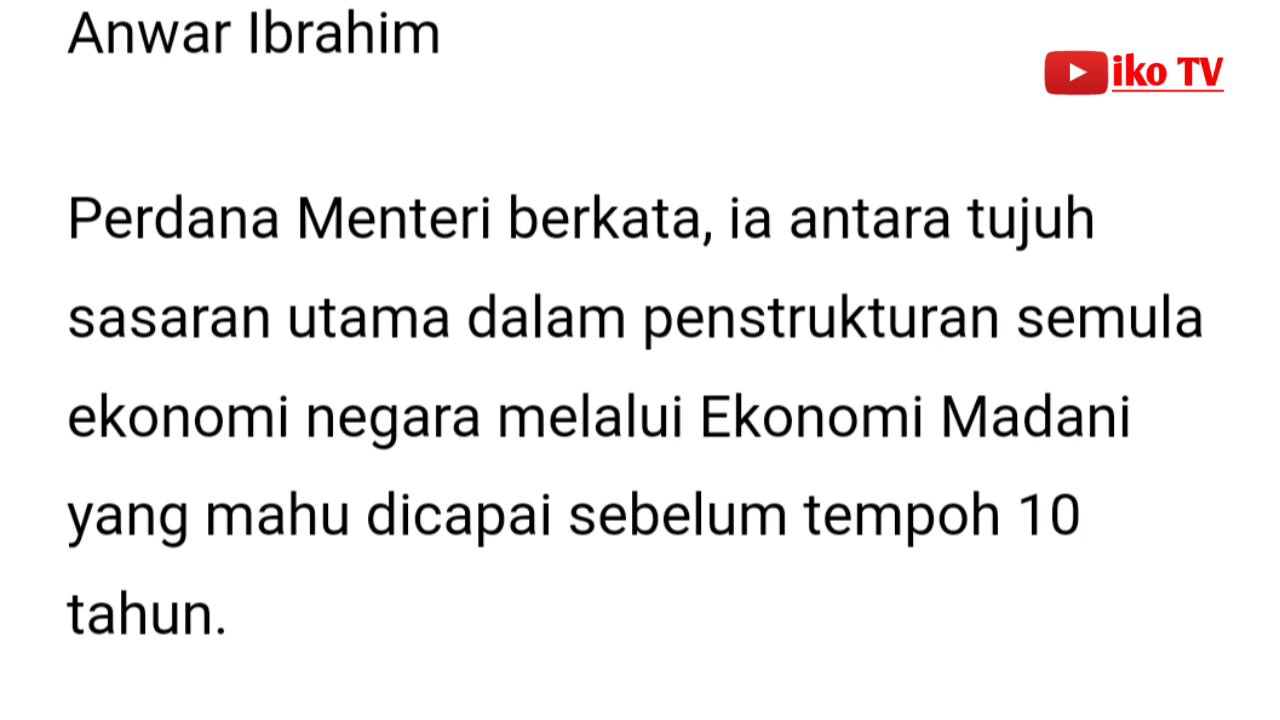 Anwar Ibrahim
iko TV
Perdana Menteri berkata, ia antara tujuh
sasaran utama dalam penstrukturan semula
ekonomi negara melalui Ekonomi Madani
yang mahu dicapai sebelum tempoh 10
tahun.